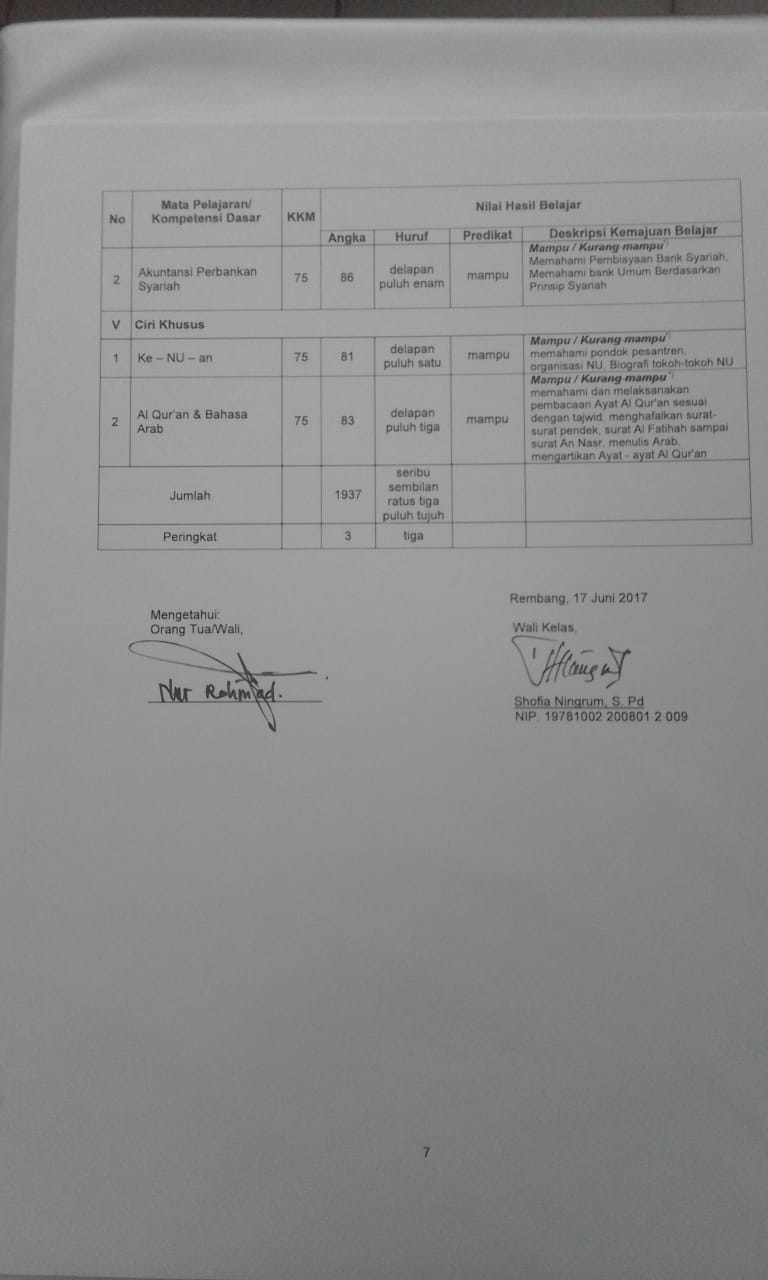 No
Mata Pelajaran/
Kompetensi Dasar
KKM
Nilai Hasil Belajar
Angka
Huruf
Predikat
Deskripsi Kemajuan Belajar
2
Akuntansi Perbankan
Syariah
75
86
delapan
puluh enam
mampu
Mampu / Kurang mampu*)
Memahami Pembiayaan Bank Syariah,
Memahami bank Umum Berdasarkan
Prinsip Syariah
V
Ciri Khusus
1
Ke – NU – an
75
81
delapan
puluh satu
mampu
Mampu / Kurang mampu*)
memahami pondok pesantren,
organisasi NU, Biografi tokoh-tokoh NU
2
Al Qur'an & Bahasa
Arab
75
83
delapan
puluh tiga
mampu
Mampu / Kurang mampu*)
memahami dan melaksanakan
pembacaan Ayat Al Qur'an sesuai
dengan tajwid, menghafalkan surat-
surat pendek, surat Al Fatihah sampai
surat An Nasr, menulis Arab,
mengartikan Ayat - ayat Al Qur'an
Jumlah
1937
seribu
sembilan
ratus tiga
puluh tujuh
Peringkat
3
tiga
Mengetahui:
Orang Tua/Wali,
Nur Rahmad.
Rembang, 17 Juni 2017
Wali Kelas,
Shofia Ningrum, S. Pd
NIP. 19781002 200801 2 009
7